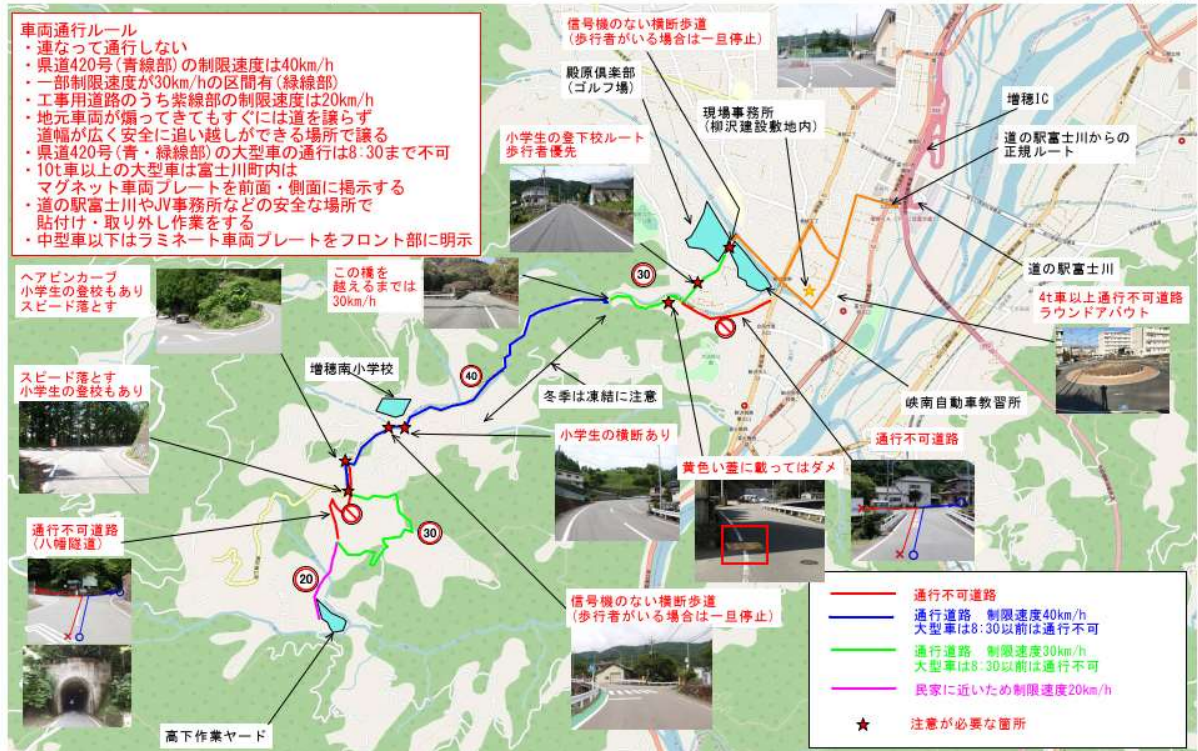 車両通行ルール
・連なって通行しない
・県道420号(青線部)の制限速度は40km/h
・一部制限速度が30km/hの区間有(緑線部)
・工事用道路のうち紫線部の制限速度は20km/h
・地元車両が煽ってきてもすぐには道を譲らず
道幅が広く安全に追い越しができる場所で譲る
・県道420号(青・緑線部)の大型車の通行は8:30まで不可
・10t車以上の大型車は富士川町内は
マグネット車両プレートを前面・側面に掲示する
・道の駅富士川やJV事務所などの安全な場所で
貼付け・取り外し作業をする
・中型車以下はラミネート車両プレートをフロント部に明示
信号機のない横断歩道
(歩行者がいる場合は一旦停止)
殿原倶楽部
(ゴルフ場)
現場事務所
(柳沢建設敷地内)
増穂IC
道の駅富士川からの
正規ルート
小学生の登下校ルート
歩行者優先
道の駅富士川
4t車以上通行不可道路
ラウンドアバウト
ヘアピンカーブ
小学生の登校もあり
スピード落とす
この橋を
越えるまでは
30km/h
30
40
増穂南小学校
冬季は凍結に注意
峡南自動車教習所
スピード落とす
小学生の登校もあり
小学生の横断あり
通行不可道路
黄色い蓋に載ってはダメ
通行不可道路
(八幡隧道)
30
20
信号機のない横断歩道
(歩行者がいる場合は一旦停止)
高下作業ヤード
通行不可道路
通行道路 制限速度40km/h
大型車は8:30以前は通行不可
通行道路 制限速度30km/h
大型車は8:30以前は通行不可
民家に近いため制限速度20km/h
注意が必要な箇所